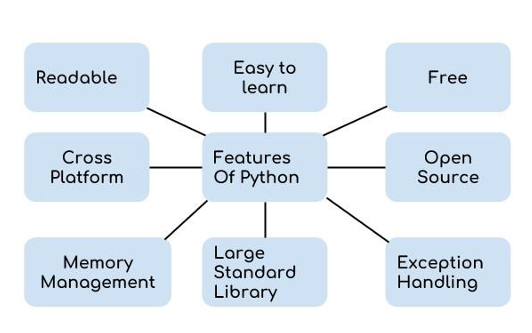 Readable
Easy to
learn
Free
Cross
Platform
Features
Of Python
Open
Source
Memory
Management
Large
Standard
Library
Exception
Handling